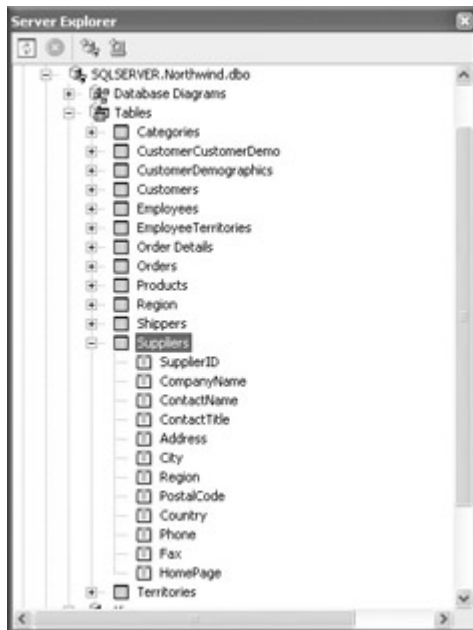 Server Explorer
SQLSERVER.Northwind.dbo
Database Diagrams
Tables
Categories
CustomerCustomerDemo
CustomerDemographics
Customers
Employees
EmployeeTerritories
Order Details
Orders
Products
Region
Shippers
Suppliers
SupplierID
CompanyName
ContactName
ContactTitle
Address
City
Region
PostalCode
Country
Phone
Fax
HomePage
Territories